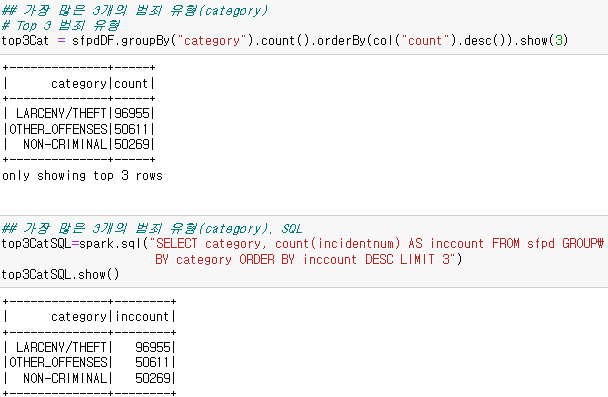 ## 가장 많은 3개의 범죄 유형(category)
# Top 3 범죄 유형
top3Cat = sfpdDF.groupBy("category").count().orderBy(col("count").desc()).show(3)
+--------------+-----+
|      category|count|
+--------------+-----+
| LARCENY/THEFT|96955|
|OTHER_OFFENSES|50611|
|  NON-CRIMINAL|50269|
+--------------+-----+
only showing top 3 rows
## 가장 많은 3개의 범죄 유형(category), SQL
top3CatSQL=spark.sql("SELECT category, count(incidentnum) AS inccount FROM sfpd GROUP₩
BY category ORDER BY inccount DESC LIMIT 3")
top3CatSQL.show()
+--------------+--------+
|      category|inccount|
+--------------+--------+
| LARCENY/THEFT|   96955|
|OTHER_OFFENSES|   50611|
|  NON-CRIMINAL|   50269|
+--------------+--------+